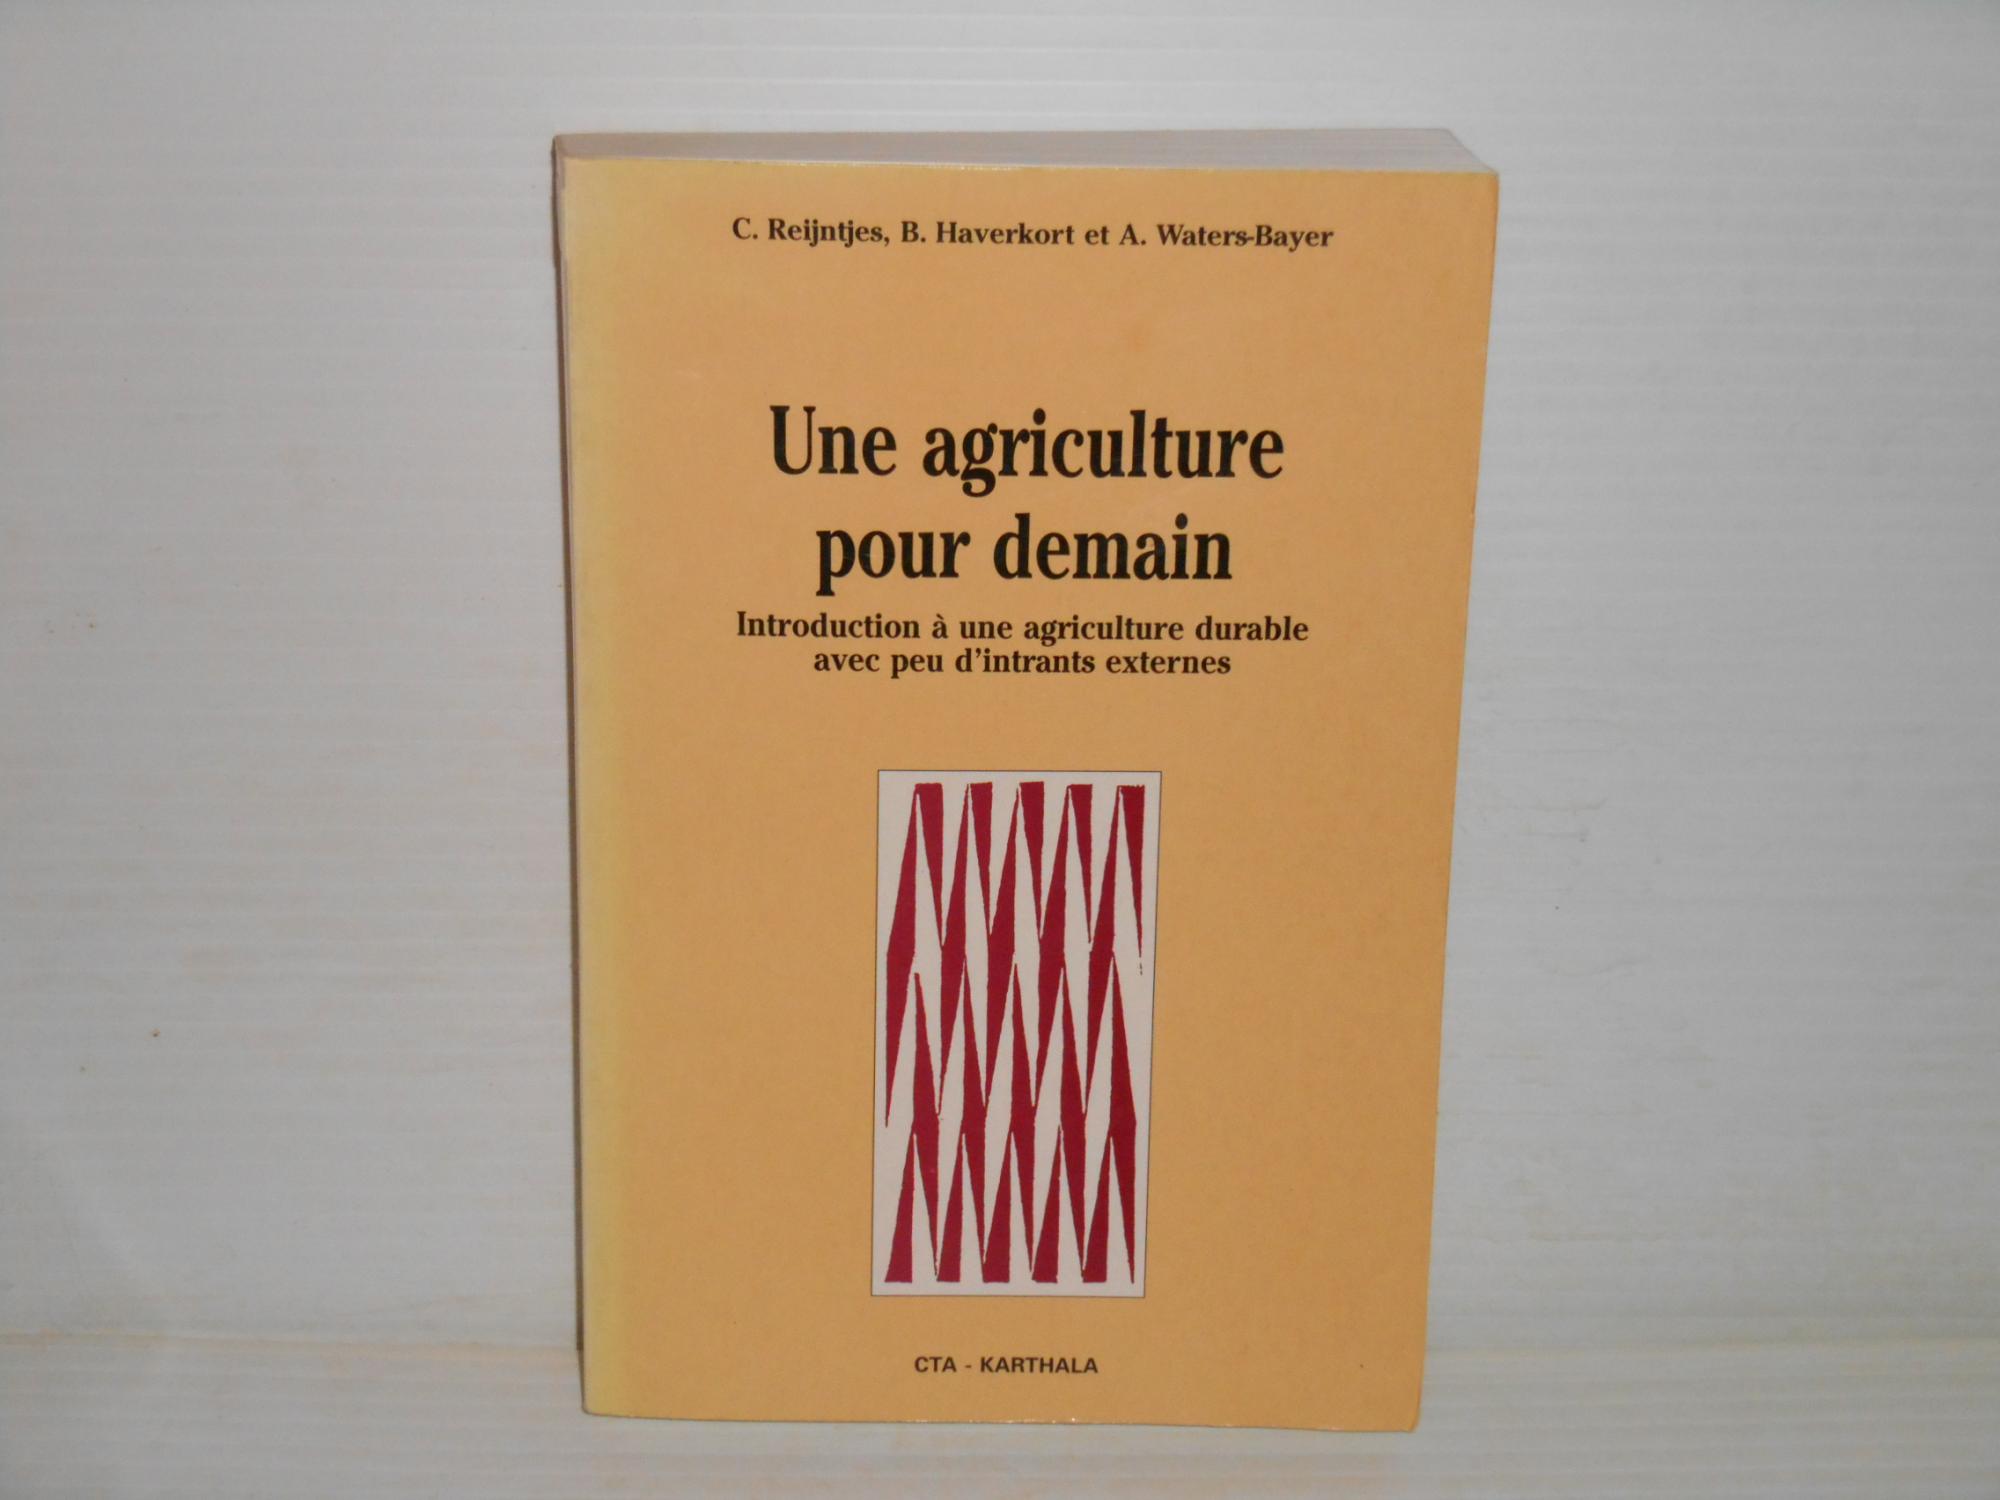 C. Reijntjes, B. Haverkort et A. Waters-Bayer
Une agriculture
pour demain
Introduction à une agriculture durable
avec peu d'intrants externes
CTA - KARTHALA